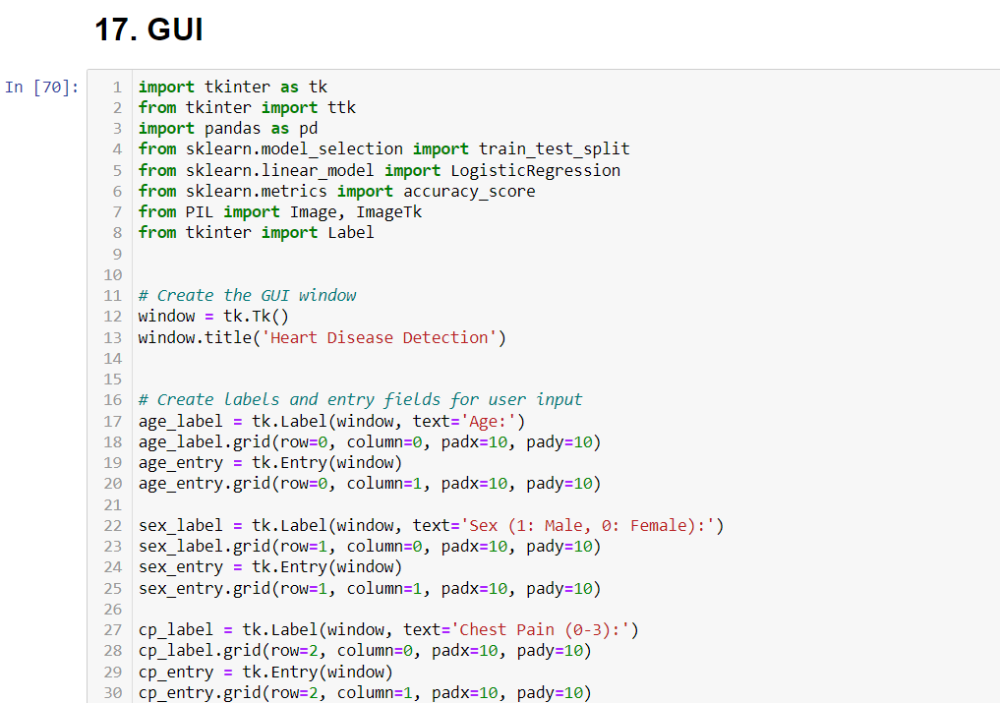 17. GUI
In [70]:
1 import tkinter as tk
2 from tkinter import ttk
3 import pandas as pd
4 from sklearn.model_selection import train_test_split
5 from sklearn.linear_model import LogisticRegression
6 from sklearn.metrics import accuracy_score
7 from PIL import Image, ImageTk
8 from tkinter import Label
9
10
11 # Create the GUI window
12 window = tk.Tk()
13 window.title('Heart Disease Detection')
14
15
16 # Create labels and entry fields for user input
17 age_label = tk.Label(window, text='Age:')
18 age_label.grid(row=0, column=0, padx=10, pady=10)
19 age_entry = tk.Entry(window)
20 age_entry.grid(row=0, column=1, padx=10, pady=10)
21
22 sex_label = tk.Label(window, text='Sex (1: Male, 0: Female):')
23 sex_label.grid(row=1, column=0, padx=10, pady=10)
24 sex_entry = tk.Entry(window)
25 sex_entry.grid(row=1, column=1, padx=10, pady=10)
26
27 cp_label = tk.Label(window, text='Chest Pain (0-3):')
28 cp_label.grid(row=2, column=0, padx=10, pady=10)
29 cp_entry = tk.Entry(window)
30 cp_entry.grid(row=2, column=1, padx=10, pady=10)